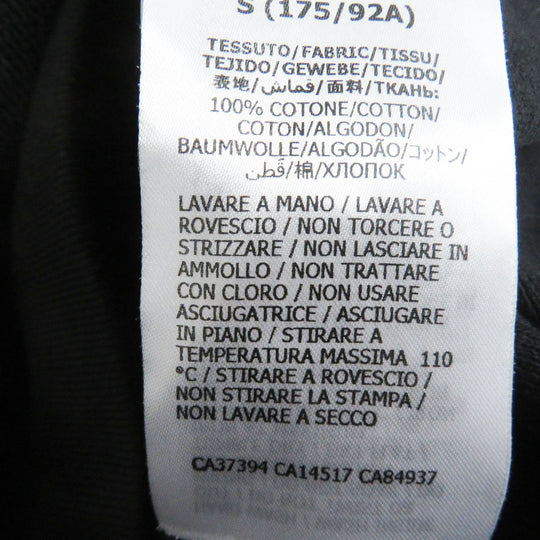 S (175/92A)
TESSUTO/FABRIC/TISSU/
TEJIDO/GEWEBE/TECIDO/
表地/قماش/面料/ТКАНЬ:
100% COTONE/COTTON/
COTON/ALGODON/
BAUMWOLLE/ALGODÃO/コットン/
قَطن/棉/ХЛОПОК
LAVARE A MANO / LAVARE A
ROVESCIO / NON TORCERE O
STRIZZARE / NON LASCIARE IN
AMMOLLO / NON TRATTARE
CON CLORO / NON USARE
ASCIUGATRICE / ASCIUGARE
IN PIANO / STIRARE A
TEMPERATURA MASSIMA 110
°C / STIRARE A ROVESCIO /
NON STIRARE LA STAMPA /
NON LAVARE A SECCO
CA37394 CA14517 CA84937